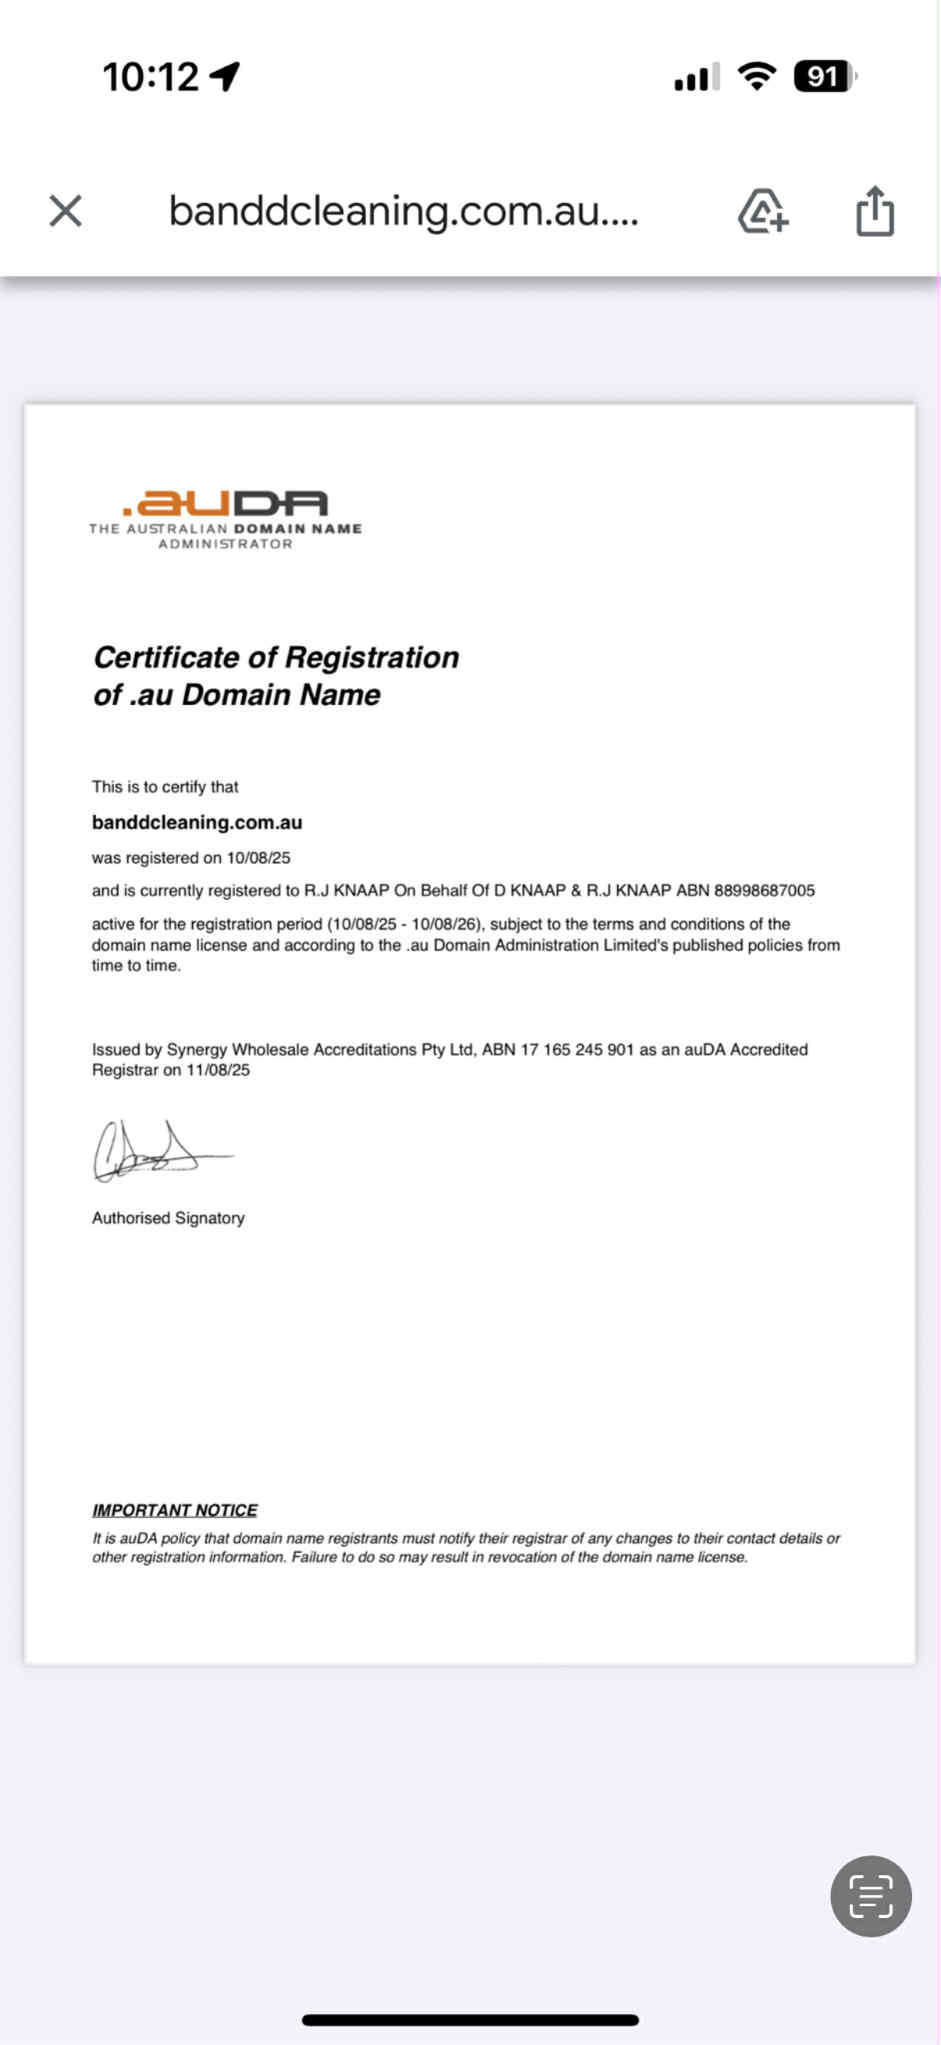 10:12
91
banddcleaning.com.au....
.auDA
THE AUSTRALIAN DOMAIN NAME
ADMINISTRATOR
Certificate of Registration
of .au Domain Name
This is to certify that
banddcleaning.com.au
was registered on 10/08/25
and is currently registered to R.J KNAAP On Behalf Of D KNAAP & R.J KNAAP ABN 88998687005
active for the registration period (10/08/25 - 10/08/26), subject to the terms and conditions of the
domain name license and according to the .au Domain Administration Limited's published policies from
time to time.
Issued by Synergy Wholesale Accreditations Pty Ltd, ABN 17 165 245 901 as an auDA Accredited
Registrar on 11/08/25
Authorised Signatory
IMPORTANT NOTICE
It is auDA policy that domain name registrants must notify their registrar of any changes to their contact details or
other registration information. Failure to do so may result in revocation of the domain name license.